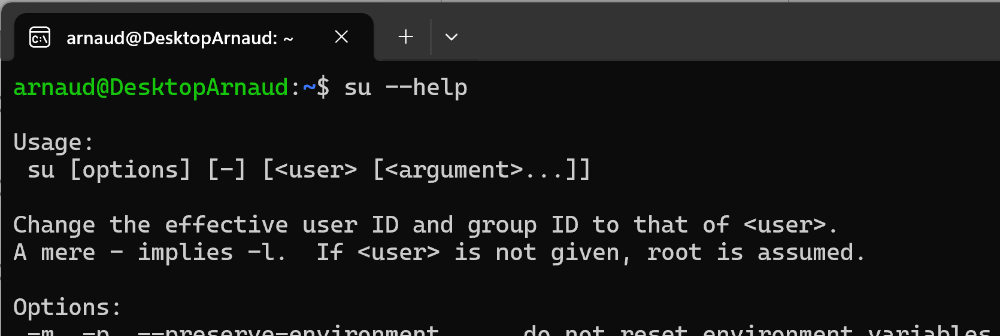 C:\ arnaud@DesktopArnaud: ~
arnaud@DesktopArnaud:~$ su --help
Usage:
su [options] [-] [<user> [<argument>...]]
Change the effective user ID and group ID to that of <user>.
A mere - implies -l.  If <user> is not given, root is assumed.
Options:
-m, -p, --preserve-environment     do not reset environment variables